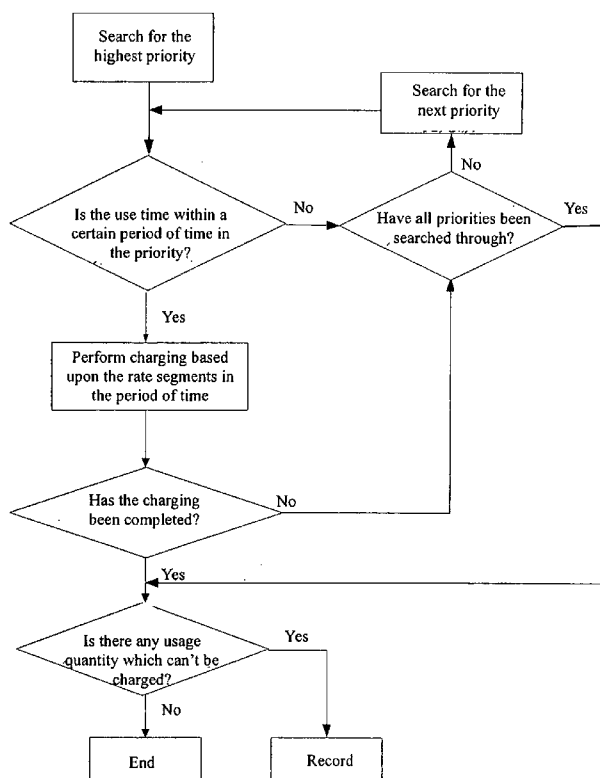 Search for the
highest priority
Search for the
next priority
No
Is the use time within a
certain period of time in
the priority?
No
Have all priorities been
searched through?
Yes
Yes
Perform charging based
upon the rate segments in
the period of time
Has the charging
been completed?
No
Yes
Is there any usage
quantity which can't be
charged?
Yes
No
End
Record